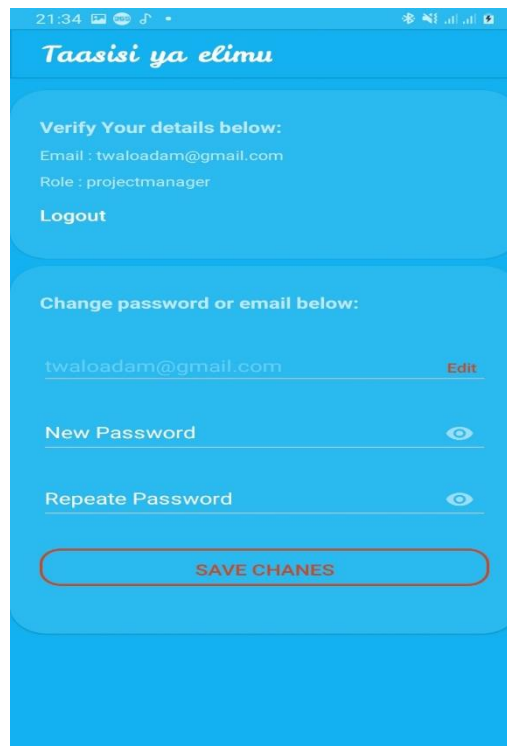 21:34
Taasisi ya elimu
Verify Your details below:
Email : twaloadam@gmail.com
Role : projectmanager
Logout
Change password or email below:
twaloadam@gmail.com Edit
New Password
Repeate Password
SAVE CHANES